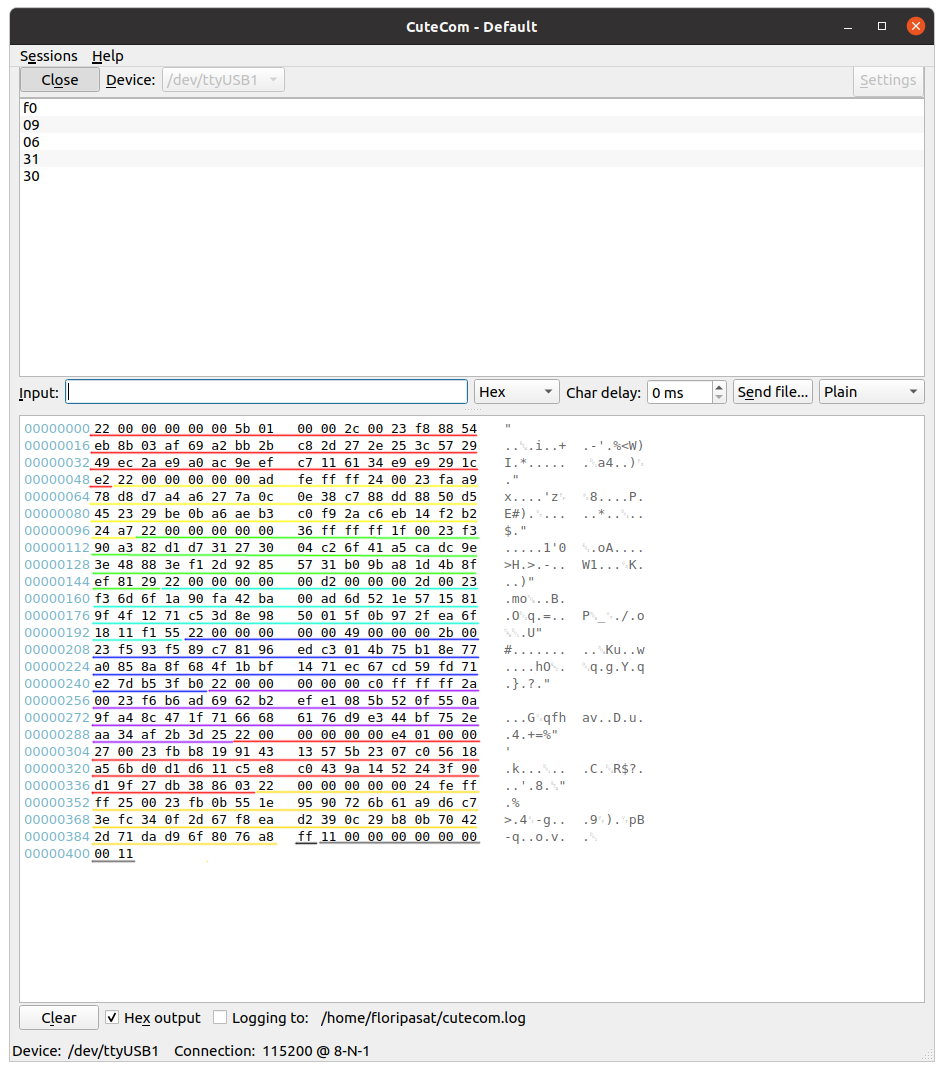 CuteCom - Default
Sessions Help
Close Device: /dev/ttyUSB1 Settings
f0
09
06
31
30
Input: Hex Char delay: 0 ms Send file... Plain
00000000 22 00 00 00 00 00 5b 01 00 00 2c 00 23 f8 88 54 "
00000016 eb 8b 03 af 69 a2 bb 2b c8 2d 27 2e 25 3c 57 29
00000032 49 ec 2a e9 a0 ac 9e ef c7 11 61 34 e9 e9 29 1c
00000048 e2 22 00 00 00 00 00 ad fe ff ff 24 00 23 fa a9 ."
00000064 78 d8 d7 a4 a6 27 7a 0c 0e 38 c7 88 dd 88 50 d5
00000080 45 23 29 be 0b a6 ae b3 c0 f9 2a c6 eb 14 f2 b2
00000096 24 a7 22 00 00 00 00 00 36 ff ff ff 1f 00 23 f3 $."
00000112 90 a3 82 d1 d7 31 27 30 04 c2 6f 41 a5 ca dc 9e
00000128 3e 48 88 3e f1 2d 92 85 57 31 b0 9b a8 1d 4b 8f
00000144 ef 81 29 22 00 00 00 00 00 d2 00 00 00 2d 00 23 ..)"
00000160 f3 6d 6f 1a 90 fa 42 ba 00 ad 6d 52 1e 57 15 81
00000176 9f 4f 12 71 c5 3d 8e 98 50 01 5f 0b 97 2f ea 6f
00000192 18 11 f1 55 22 00 00 00 00 00 49 00 00 00 2b 00
00000208 23 f5 93 f5 89 c7 81 96 ed c3 01 4b 75 b1 8e 77
00000224 a0 85 8a 8f 68 4f 1b bf 14 71 ec 67 cd 59 fd 71
00000240 e2 7d b5 3f b0 22 00 00 00 00 00 c0 ff ff ff 2a .}.?."
00000256 00 23 f6 b6 ad 69 62 b2 ef e1 08 5b 52 0f 55 0a
00000272 9f a4 8c 47 1f 71 66 68 61 76 d9 e3 44 bf 75 2e
00000288 aa 34 af 2b 3d 25 22 00 00 00 00 00 e4 01 00 00 .4.+=%"
00000304 27 00 23 fb b8 19 91 43 13 57 5b 23 07 c0 56 18 '
00000320 a5 6b d0 d1 d6 11 c5 e8 c0 43 9a 14 52 24 3f 90
00000336 d1 9f 27 db 38 86 03 22 00 00 00 00 00 24 fe ff
00000352 ff 25 00 23 fb 0b 55 1e 95 90 72 6b 61 a9 d6 c7 .%
00000368 3e fc 34 0f 2d 67 f8 ea d2 39 0c 29 b8 0b 70 42
00000384 2d 71 da d9 6f 80 76 a8 ff 11 00 00 00 00 00 00
00000400 00 11
Clear Hex output Logging to: /home/floripasat/cutecom.log
Device: /dev/ttyUSB1 Connection: 115200 @ 8-N-1